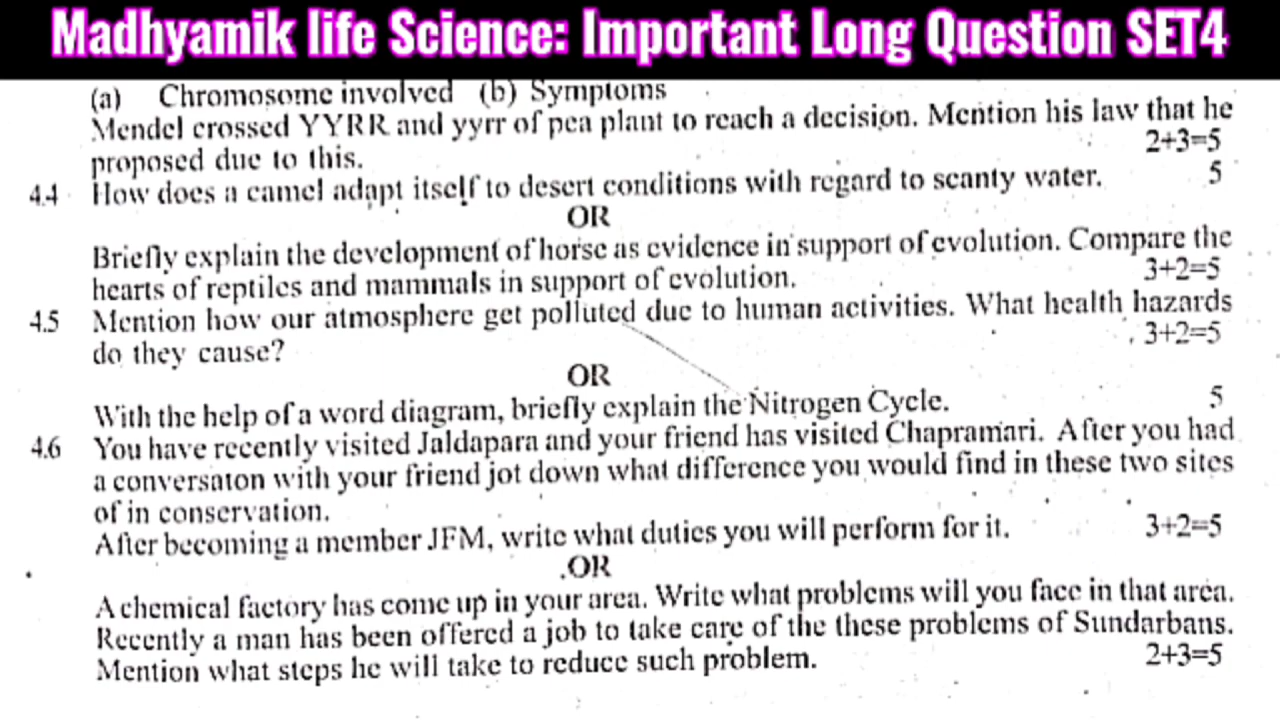 Madhyamik life Science: Important Long Question SET4
(a) Chromosome involved (b) Symptoms
Mendel crossed YYRR and yyrr of pea plant to reach a decision. Mention his law that he
proposed due to this. 2+3=5
4.4 How does a camel adapt itself to desert conditions with regard to scanty water. 5
OR
Briefly explain the development of horse as evidence in support of evolution. Compare the
hearts of reptiles and mammals in support of evolution. 3+2=5
4.5 Mention how our atmosphere get polluted due to human activities. What health hazards
do they cause? 3+2=5
OR
With the help of a word diagram, briefly explain the Nitrogen Cycle. 5
4.6 You have recently visited Jaldapara and your friend has visited Chapramari. After you had
a conversaton with your friend jot down what difference you would find in these two sites
of in conservation.
After becoming a member JFM, write what duties you will perform for it. 3+2=5
OR
A chemical factory has come up in your area. Write what problems will you face in that area.
Recently a man has been offered a job to take care of the these problems of Sundarbans.
Mention what steps he will take to reduce such problem. 2+3=5